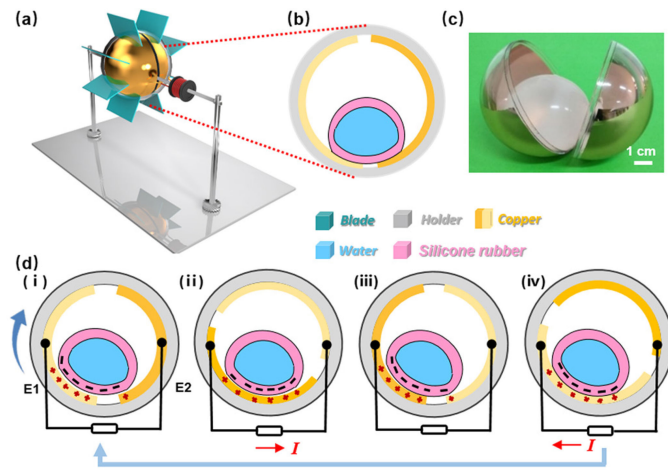 (a)
(b)
(c)
1 cm
Blade
Holder
Copper
Water
Silicone rubber
(d)
(i)
(ii)
(iii)
(iv)
E1
E2
I
I